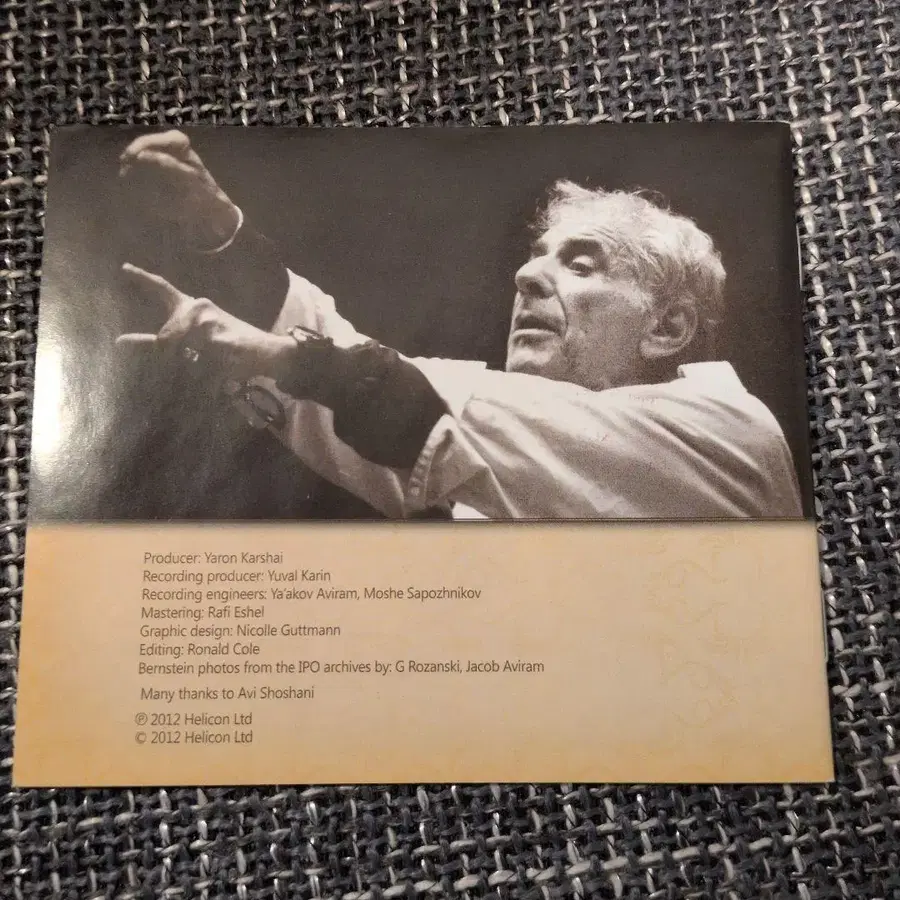 Producer: Yaron Karshai
Recording producer: Yuval Karin
Recording engineers: Ya'akov Aviram, Moshe Sapozhnikov
Mastering: Rafi Eshel
Graphic design: Nicolle Guttmann
Editing: Ronald Cole
Bernstein photos from the IPO archives by: G Rozanski, Jacob Aviram
Many thanks to Avi Shoshani
℗ 2012 Helicon Ltd
© 2012 Helicon Ltd